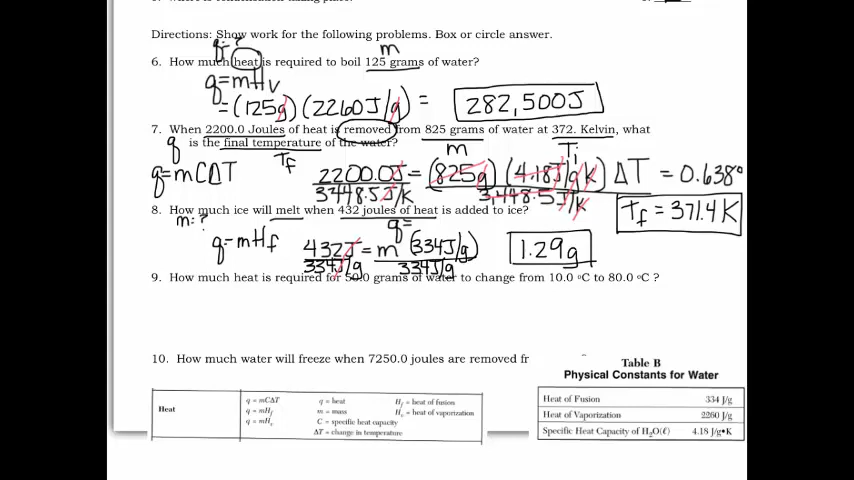 Directions: Show work for the following problems. Box or circle answer.
q=? m
6. How much heat is required to boil 125 grams of water?
q=mHv
=(125g)(2260J/g)= 282,500J
7. When 2200.0 Joules of heat is removed from 825 grams of water at 372. Kelvin, what
q m Ti
is the final temperature of the water?
Tf
q=mCΔT 2200.0J=(825g)(4.18J/g/K)ΔT = 0.638°
3448.5J/K 3,448.5J/K
Tf=371.4K
8. How much ice will melt when 432 joules of heat is added to ice?
m=? q=
q=mHf 432J=m(334J/g) 1.29g
334J/g 334J/g
9. How much heat is required for 50.0 grams of water to change from 10.0 °C to 80.0 °C ?
10. How much water will freeze when 7250.0 joules are removed fr
Table B
Physical Constants for Water
Heat of Fusion 334 J/g
Heat of Vaporization 2260 J/g
Specific Heat Capacity of H2O(ℓ) 4.18 J/g•K
Heat
q = mCΔT q = heat Hf = heat of fusion
q = mHf m = mass Hv = heat of vaporization
q = mHv C = specific heat capacity
ΔT = change in temperature